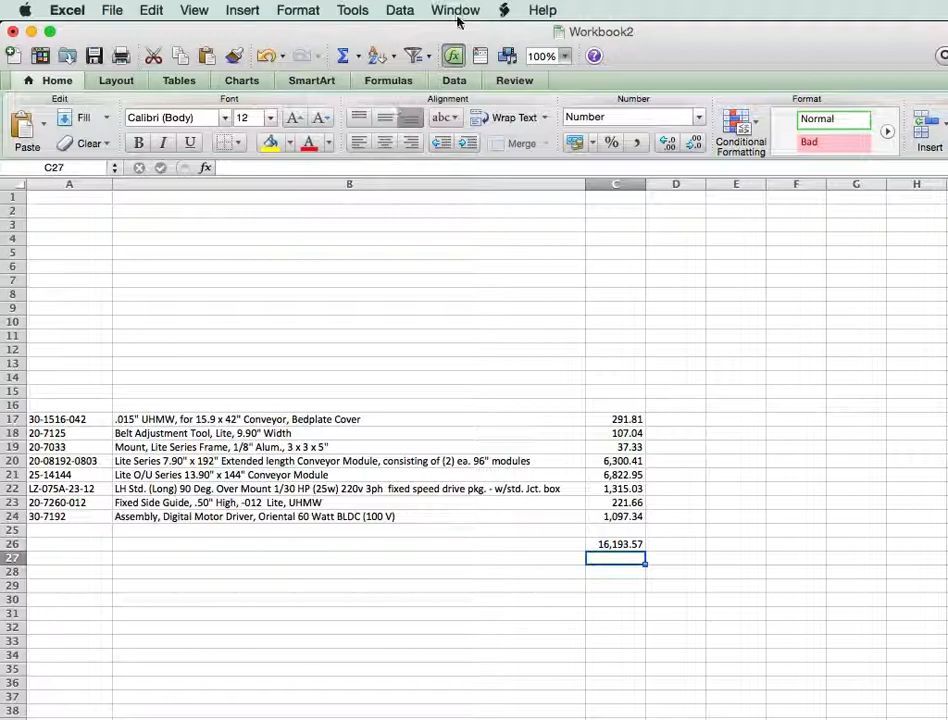 Excel File Edit View Insert Format Tools Data Window Help
Workbook2
100%
Home Layout Tables Charts SmartArt Formulas Data Review
Edit Font Alignment Number Format
Paste Fill Calibri (Body) 12 A A abc Wrap Text Number Conditional Formatting Normal Insert
Clear B I U A Merge % Bad
C27 fx
A B C D E F G H
1
2
3
4
5
6
7
8
9
10
11
12
13
14
15
16
17 30-1516-042 .015" UHMW, for 15.9 x 42" Conveyor, Bedplate Cover 291.81
18 20-7125 Belt Adjustment Tool, Lite, 9.90" Width 107.04
19 20-7033 Mount, Lite Series Frame, 1/8" Alum., 3 x 3 x 5" 37.33
20 20-08192-0803 Lite Series 7.90" x 192" Extended length Conveyor Module, consisting of (2) ea. 96" modules 6,300.41
21 25-14144 Lite O/U Series 13.90" x 144" Conveyor Module 6,822.95
22 LZ-075A-23-12 LH Std. (Long) 90 Deg. Over Mount 1/30 HP (25w) 220v 3ph fixed speed drive pkg. - w/std. Jct. box 1,315.03
23 20-7260-012 Fixed Side Guide, .50" High, -012 Lite, UHMW 221.66
24 30-7192 Assembly, Digital Motor Driver, Oriental 60 Watt BLDC (100 V) 1,097.34
25
26 16,193.57
27
28
29
30
31
32
33
34
35
36
37
38